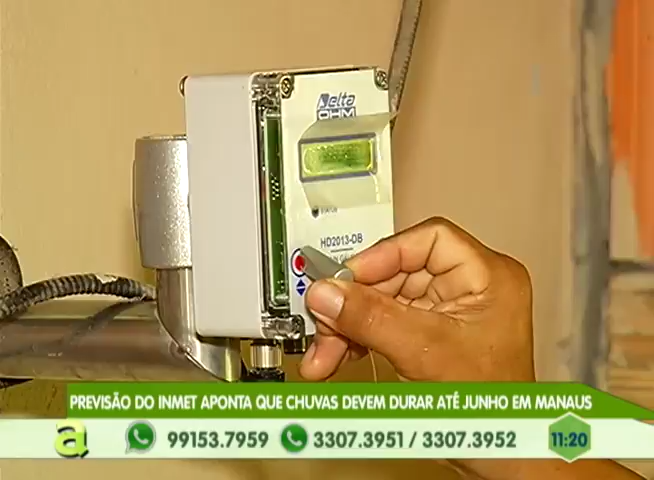 Delta
OHM
STATUS
HD2013-DB
PREVISÃO DO INMET APONTA QUE CHUVAS DEVEM DURAR ATÉ JUNHO EM MANAUS
a 99153.7959 3307.3951 / 3307.3952 11:20